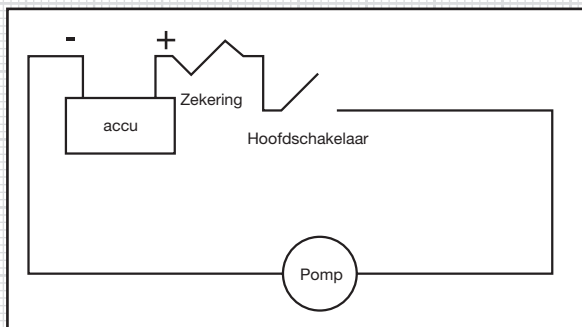 - +
Zekering
accu
Hoofdschakelaar
Pomp